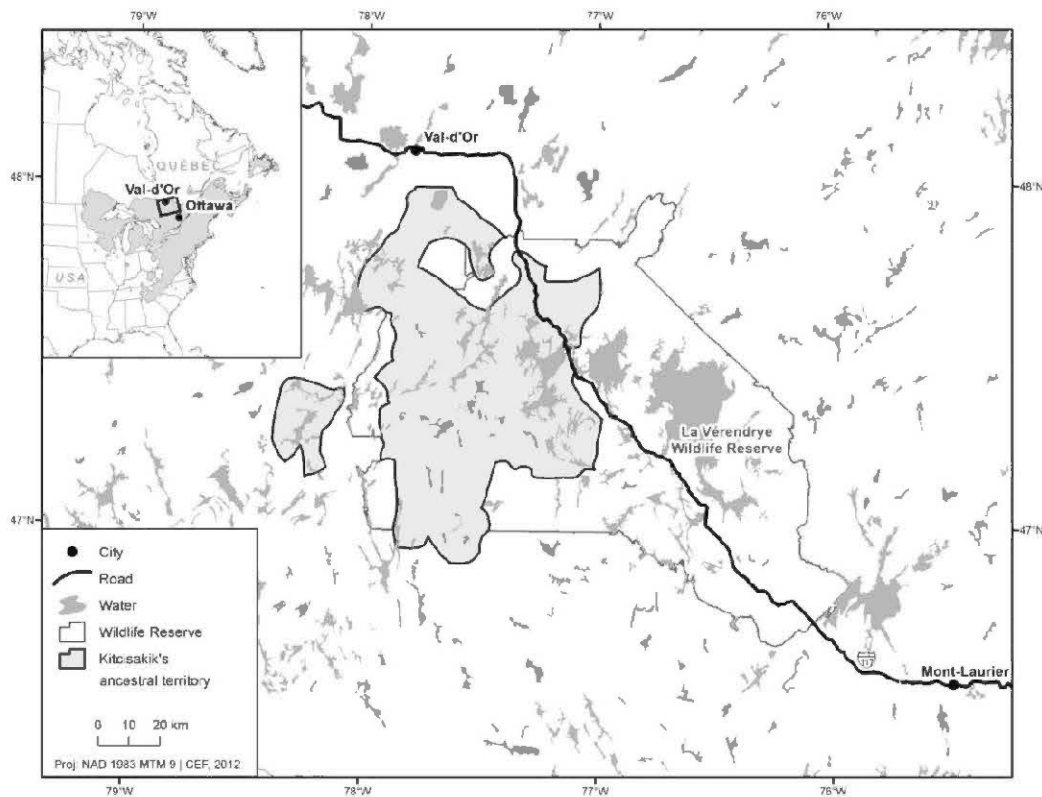 79°W
78°W
77°W
76°W
QUÉBEC
Val-d'Or
Ottawa
USA
Val-d'Or
48°N
48°N
La Vérendrye
Wildlife Reserve
47°N
47°N
City
Road
Water
Wildlife Reserve
Kitcisakik's
ancestral territory
0 10 20 km
Proj: NAD 1983 MTM 9 | CEF, 2012
117
Mont-Laurier
79°W
78°W
77°W
76°W